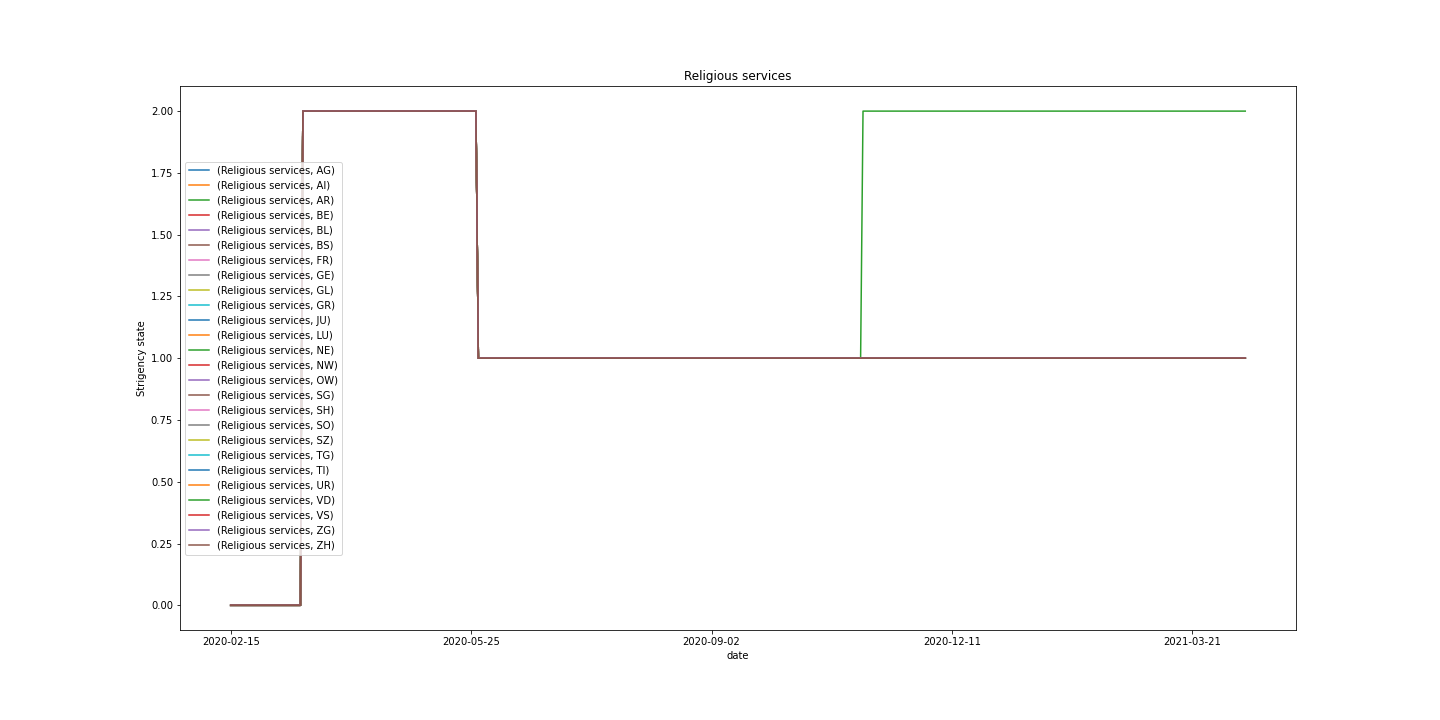 Religious services
2.00
1.75
1.50
1.25
1.00
0.75
0.50
0.25
0.00
Strigency state
(Religious services, AG)
(Religious services, AI)
(Religious services, AR)
(Religious services, BE)
(Religious services, BL)
(Religious services, BS)
(Religious services, FR)
(Religious services, GE)
(Religious services, GL)
(Religious services, GR)
(Religious services, JU)
(Religious services, LU)
(Religious services, NE)
(Religious services, NW)
(Religious services, OW)
(Religious services, SG)
(Religious services, SH)
(Religious services, SO)
(Religious services, SZ)
(Religious services, TG)
(Religious services, TI)
(Religious services, UR)
(Religious services, VD)
(Religious services, VS)
(Religious services, ZG)
(Religious services, ZH)
2020-02-15 2020-05-25 2020-09-02 2020-12-11 2021-03-21
date